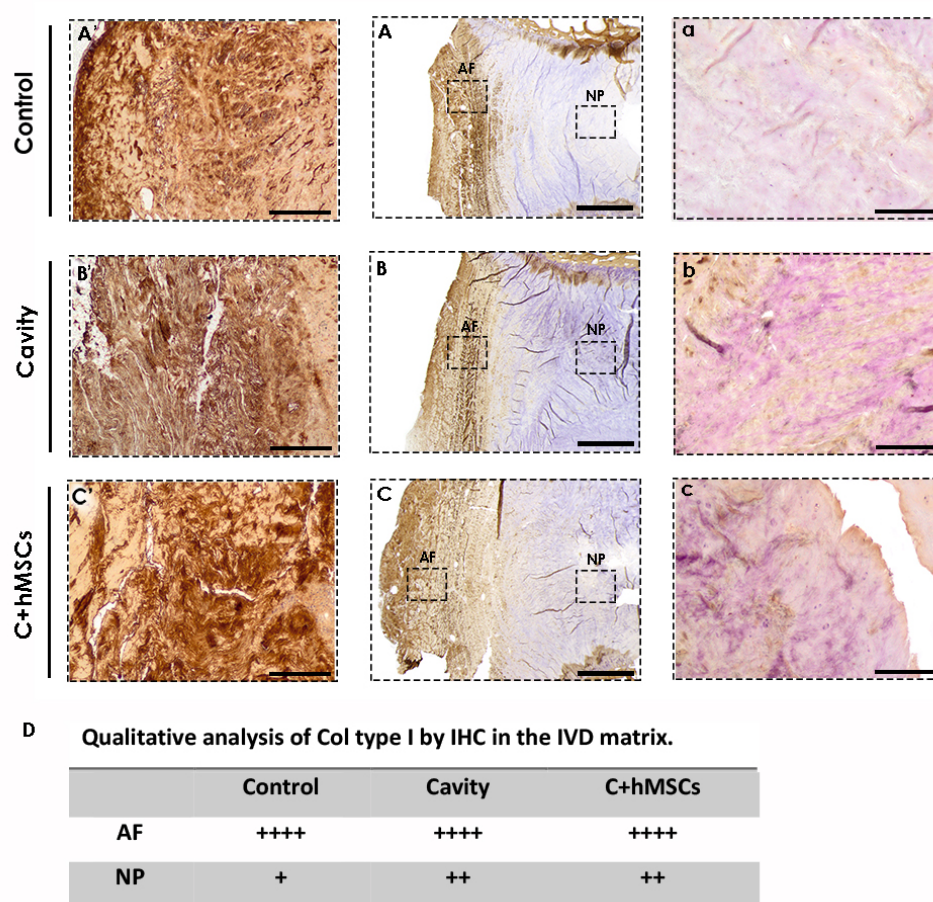 Control
A'
A
AF
NP
a
Cavity
B'
B
AF
NP
b
C+hMSCs
C'
C
AF
NP
c
D
Qualitative analysis of Col type I by IHC in the IVD matrix.
Control Cavity C+hMSCs
AF ++++ ++++ ++++
NP + ++ ++